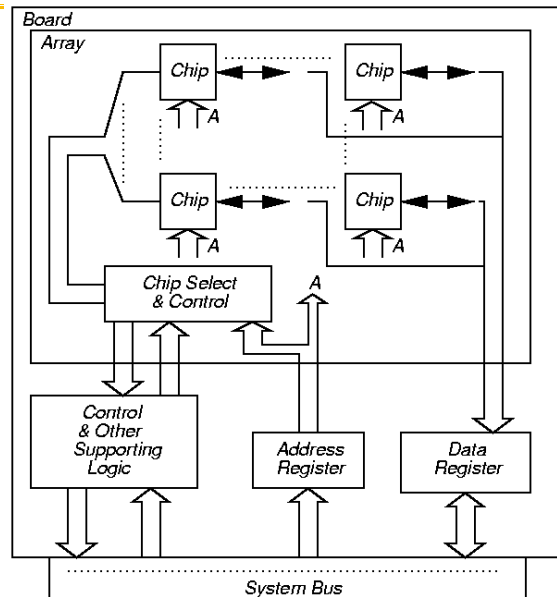 Board
Array
Chip
Chip
A
A
Chip
Chip
A
A
Chip Select
& Control
A
Control
& Other
Supporting
Logic
Address
Register
Data
Register
System Bus